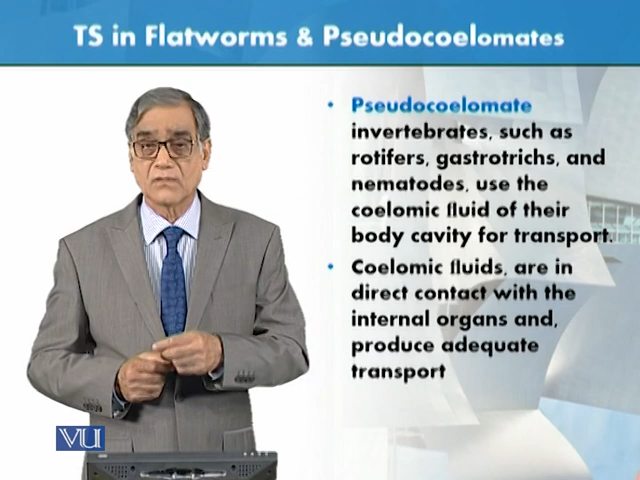 TS in Flatworms & Pseudocoelomates
• Pseudocoelomate
invertebrates, such as
rotifers, gastrotrichs, and
nematodes, use the
coelomic fluid of their
body cavity for transport.
• Coelomic fluids, are in
direct contact with the
internal organs and,
produce adequate
transport
VU